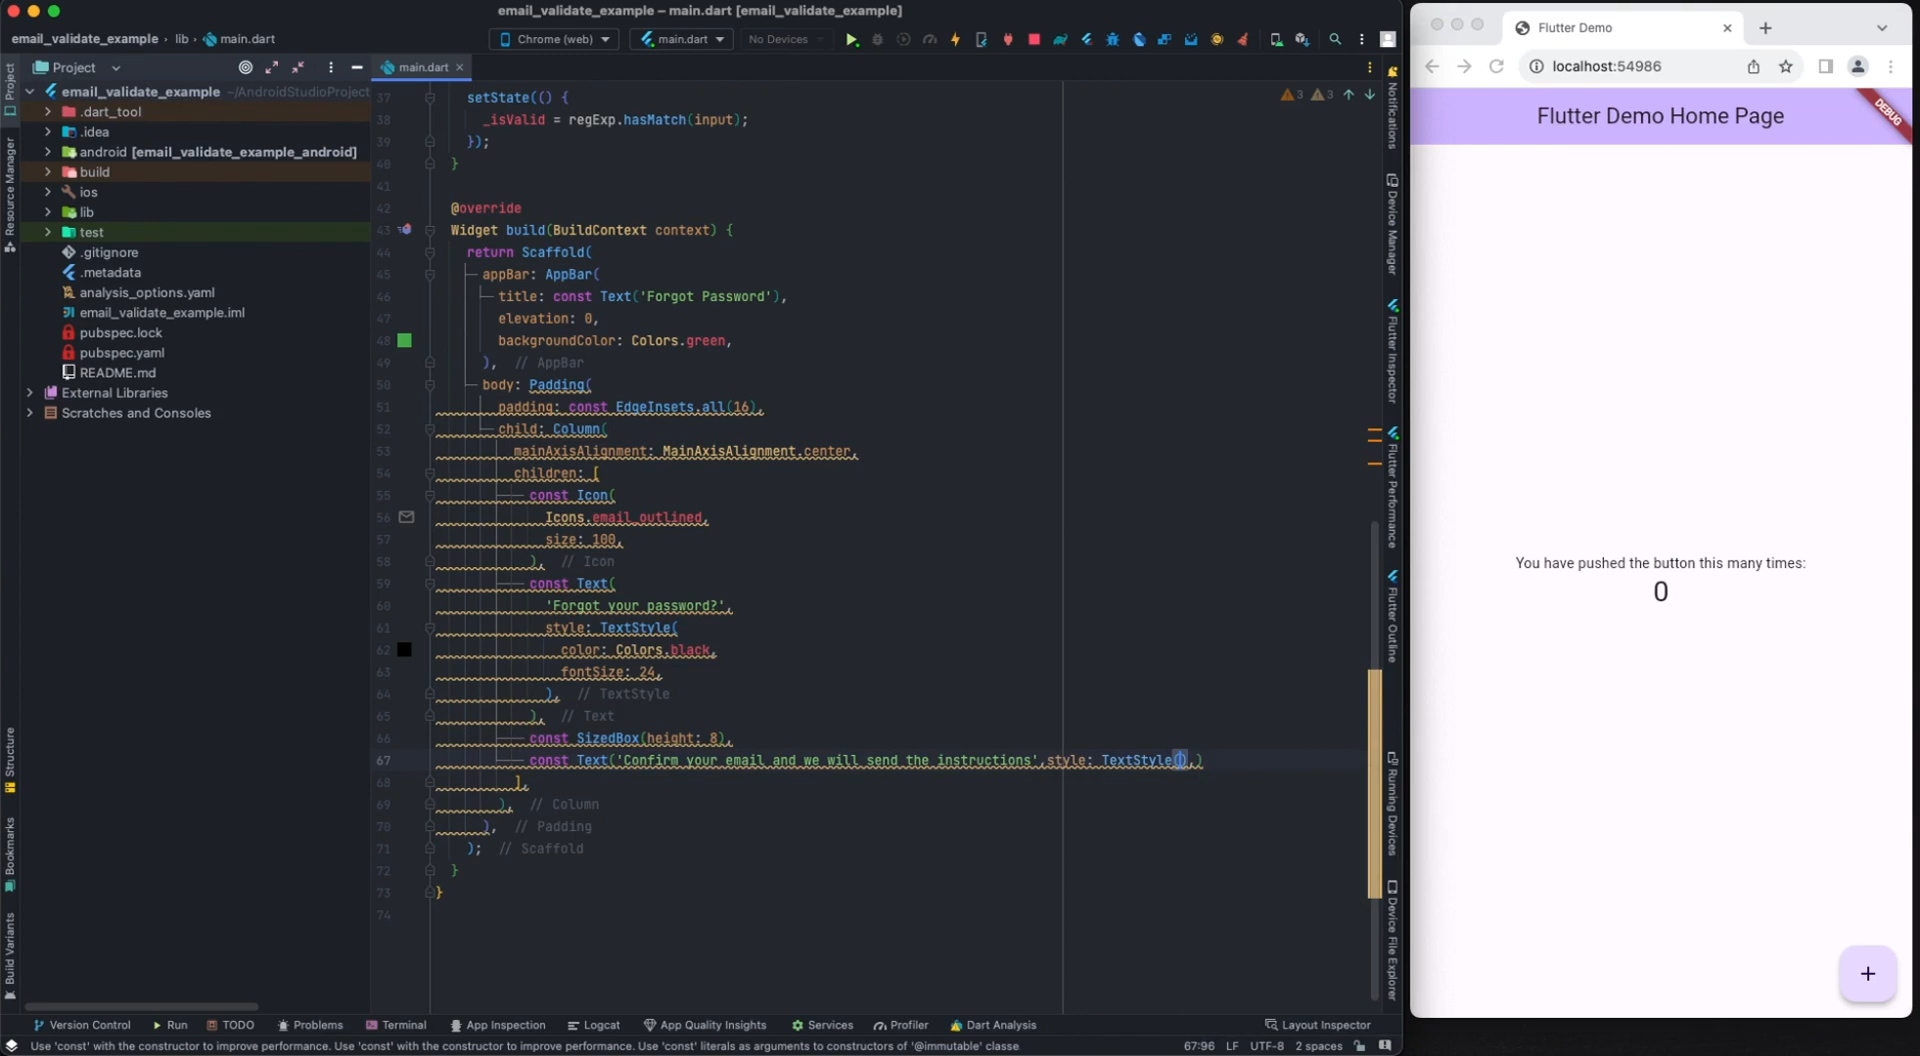 email_validate_example – main.dart [email_validate_example]
email_validate_example › lib › main.dart
Chrome (web)
main.dart
No Devices
Project
main.dart
email_validate_example ~/AndroidStudioProject
.dart_tool
.idea
android [email_validate_example_android]
build
ios
lib
test
.gitignore
.metadata
analysis_options.yaml
email_validate_example.iml
pubspec.lock
pubspec.yaml
README.md
External Libraries
Scratches and Consoles
Project
Resource Manager
Structure
Bookmarks
Build Variants
3 3
37 setState(() {
38 _isValid = regExp.hasMatch(input);
39 });
40 }
41
42 @override
43 Widget build(BuildContext context) {
44 return Scaffold(
45 appBar: AppBar(
46 title: const Text('Forgot Password'),
47 elevation: 0,
48 backgroundColor: Colors.green,
49 ), // AppBar
50 body: Padding(
51 padding: const EdgeInsets.all(16),
52 child: Column(
53 mainAxisAlignment: MainAxisAlignment.center,
54 children: [
55 const Icon(
56 Icons.email_outlined,
57 size: 100,
58 ), // Icon
59 const Text(
60 'Forgot your password?',
61 style: TextStyle(
62 color: Colors.black,
63 fontSize: 24,
64 ), // TextStyle
65 ), // Text
66 const SizedBox(height: 8),
67 const Text('Confirm your email and we will send the instructions',style: TextStyle(),)
68 ],
69 ), // Column
70 ), // Padding
71 ); // Scaffold
72 }
73 }
74
Notifications
Device Manager
Flutter Inspector
Flutter Performance
Flutter Outline
Running Devices
Device File Explorer
Version Control
Run
TODO
Problems
Terminal
App Inspection
Logcat
App Quality Insights
Services
Profiler
Dart Analysis
Layout Inspector
Use 'const' with the constructor to improve performance. Use 'const' with the constructor to improve performance. Use 'const' literals as arguments to constructors of '@immutable' classe
67:96 LF UTF-8 2 spaces
Flutter Demo
localhost:54986
Flutter Demo Home Page
DEBUG
You have pushed the button this many times:
0
+